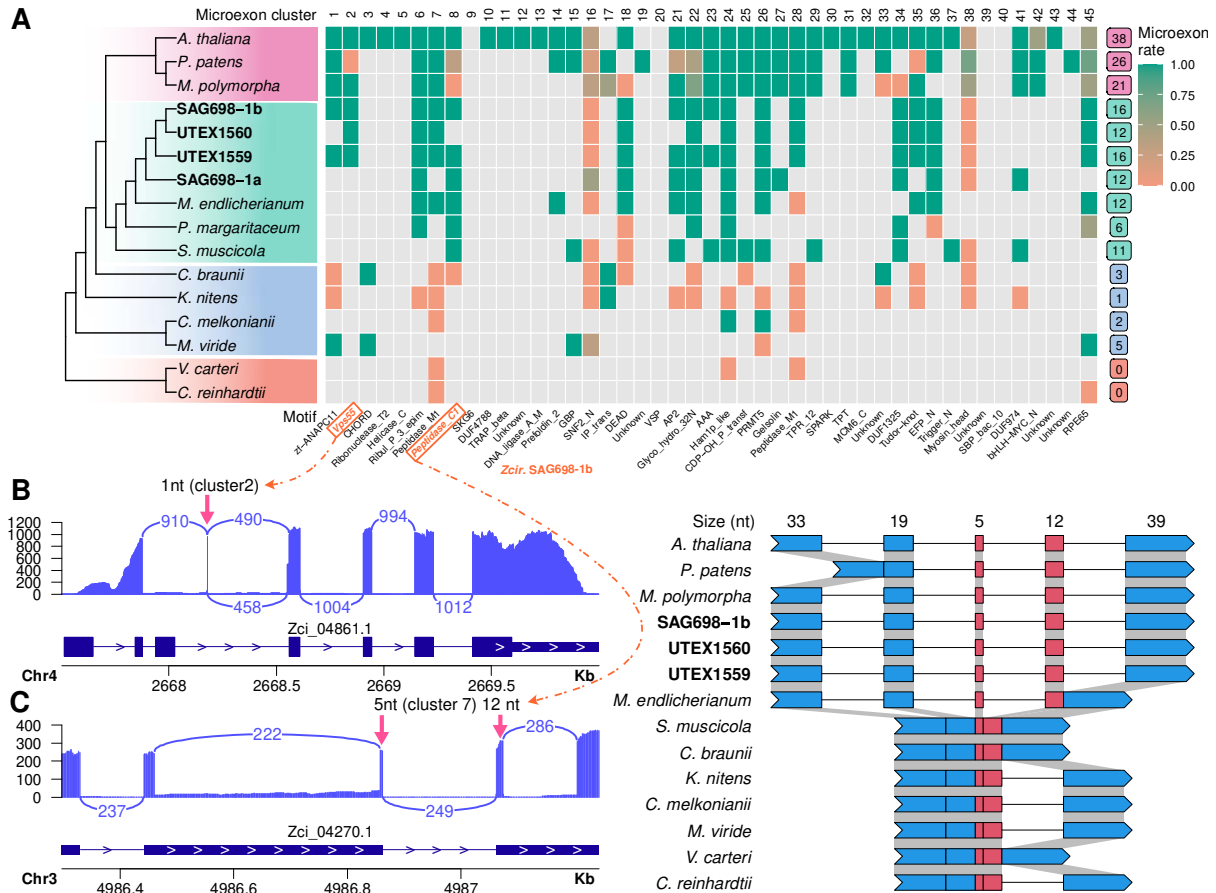 A
Microexon cluster 1 2 3 4 5 6 7 8 9 10 11 12 13 14 15 16 17 18 19 20 21 22 23 24 25 26 27 28 29 30 31 32 33 34 35 36 37 38 39 40 41 42 43 44 45
A. thaliana 38
P. patens 26
M. polymorpha 21
SAG698−1b 16
UTEX1560 12
UTEX1559 16
SAG698−1a 12
M. endlicherianum 12
P. margaritaceum 6
S. muscicola 11
C. braunii 3
K. nitens 1
C. melkonianii 2
M. viride 5
V. carteri 0
C. reinhardtii 0
Microexon
rate
1.00
0.75
0.50
0.25
0.00
Motif
zf-ANAPC11
Vps55
CHORD
Ribonuclease_T2
Helicase_C
Ribul_P_3_epim
Peptidase_M1
Peptidase_C1
SKG6
DUF4788
TRAP_beta
Unknown
DNA_ligase_A_M
Prefoldin_2
GBP
SNF2_N
IP_trans
DEAD
Unknown
VSP
AP2
Glyco_hydro_32N
AAA
Ham1p_like
CDP-OH_P_transf
PRMT5
Gelsolin
Peptidase_M1
TPR_12
SPARK
TPT
MCM6_C
Unknown
DUF1325
Tudor-knot
EFP_N
Trigger_N
Myosin_head
Unknown
SBP_bac_10
DUF974
bHLH-MYC_N
Unknown
Unknown
RPE65
Zcir. SAG698-1b
B
1nt (cluster2)
1200
1000
800
600
400
200
0
910 490 994
458 1004 1012
Zci_04861.1
Chr4 Kb
2668 2668.5 2669 2669.5
C
5nt (cluster 7) 12 nt
400
300
200
100
0
222 286
237 249
Zci_04270.1
Chr3 Kb
4986.4 4986.6 4986.8 4987
Size (nt) 33 19 5 12 39
A. thaliana
P. patens
M. polymorpha
SAG698−1b
UTEX1560
UTEX1559
M. endlicherianum
S. muscicola
C. braunii
K. nitens
C. melkonianii
M. viride
V. carteri
C. reinhardtii